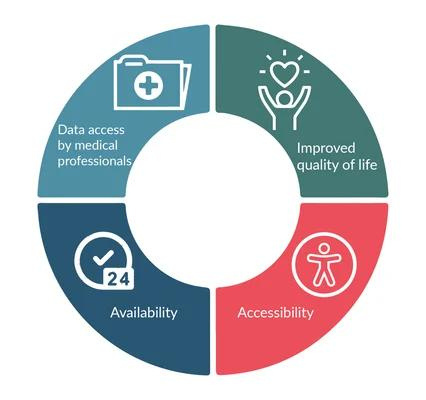 Data access
by medical
professionals
Improved
quality of life
24
Availability
Accessibility